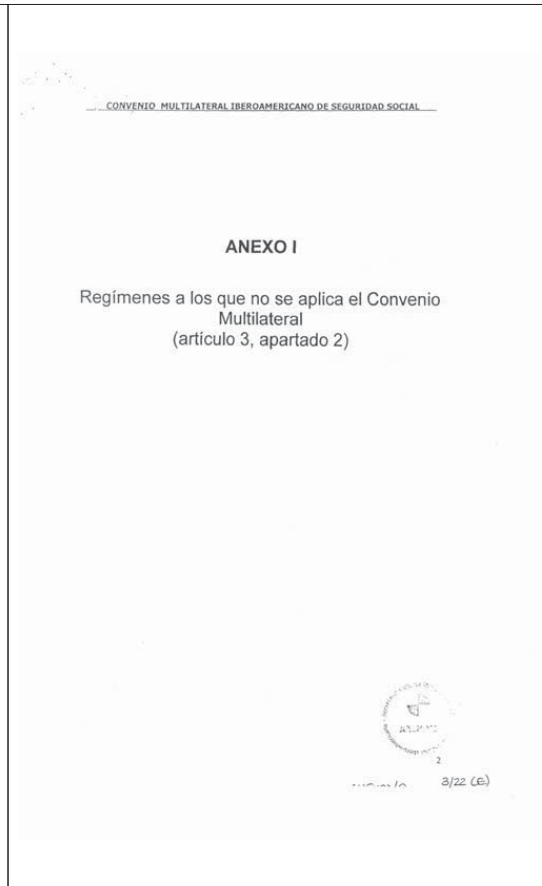 CONVENIO MULTILATERAL IBEROAMERICANO DE SEGURIDAD SOCIAL
ANEXO I
Regímenes a los que no se aplica el Convenio
Multilateral
(artículo 3, apartado 2)
2
3/22 (E)